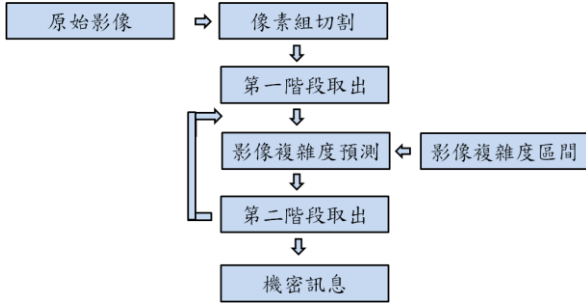 原始影像
像素組切割
第一階段取出
影像複雜度預測
影像複雜度區間
第二階段取出
機密訊息